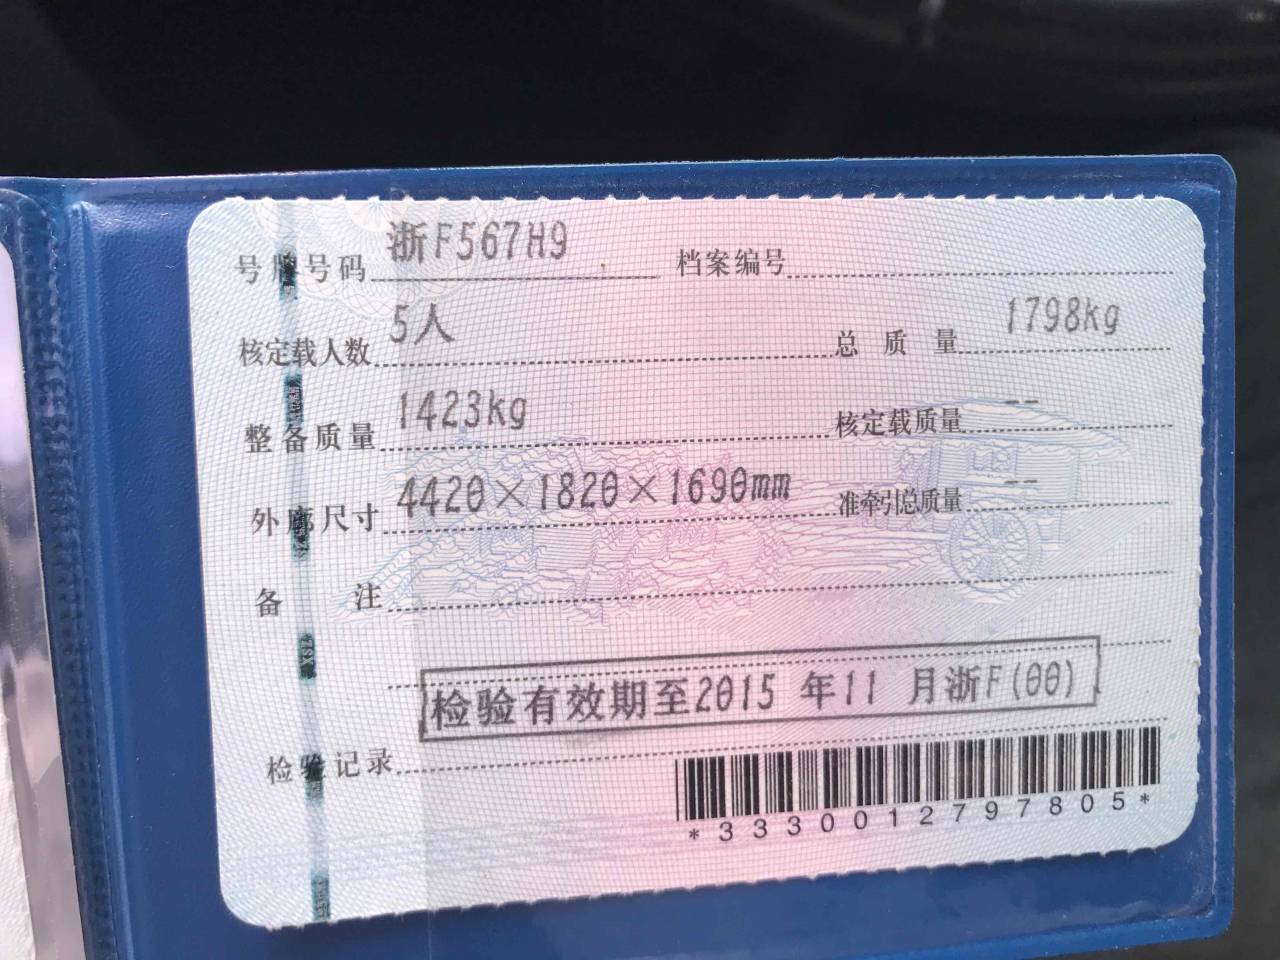 号牌号码 浙F567H9 档案编号
核定载人数 5人 总质量 1798kg
整备质量 1423kg 核定载质量 --
外廓尺寸 4420×1820×1690mm 准牵引总质量 --
备注
检验有效期至2015 年11 月浙F(00)
检验记录
*3330012797805*